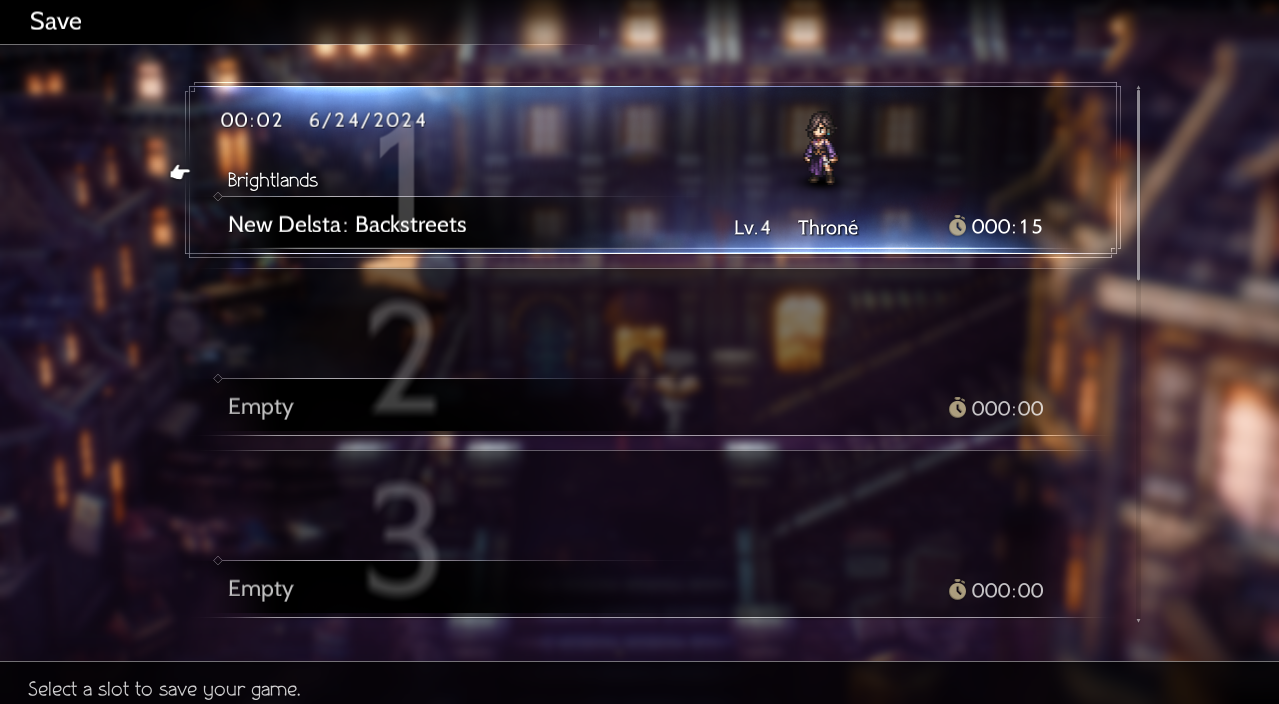 Save
1
00:02 6/24/2024
Brightlands
New Delsta: Backstreets Lv.4 Throné 000:15
2
Empty 000:00
3
Empty 000:00
Select a slot to save your game.